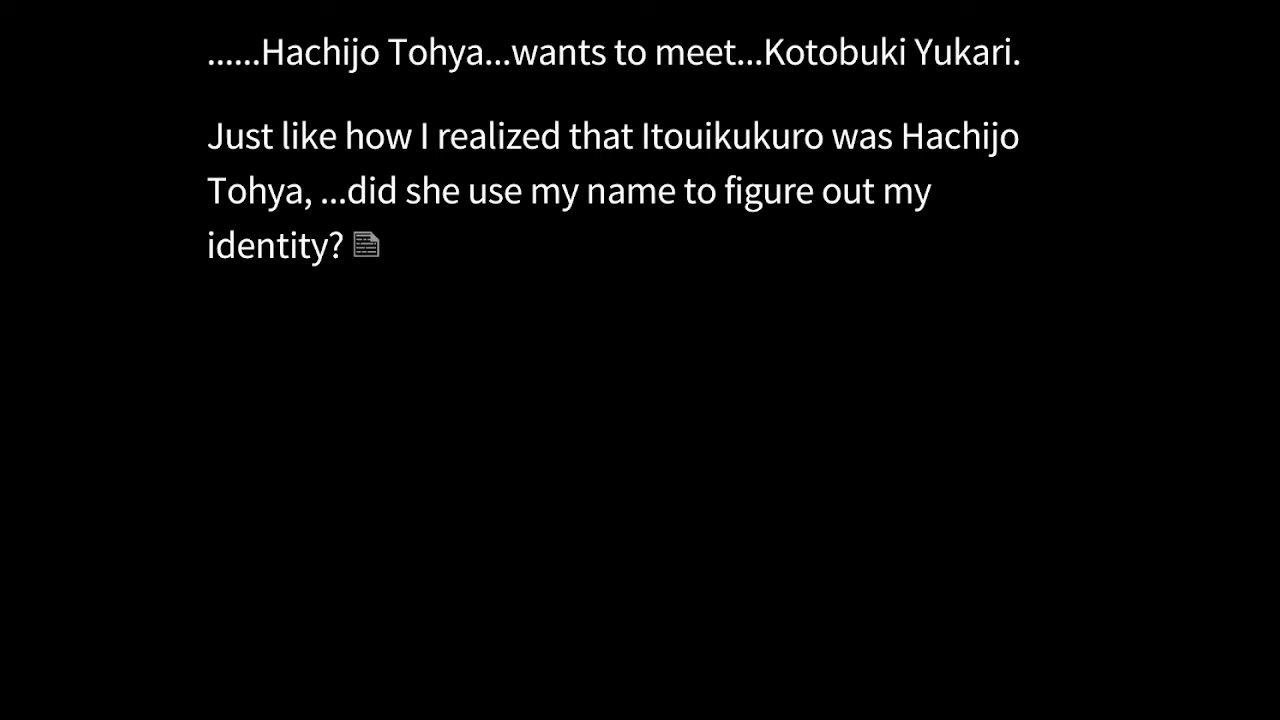 ......Hachijo Tohya...wants to meet...Kotobuki Yukari.
Just like how I realized that Itouikukuro was Hachijo
Tohya, ...did she use my name to figure out my
identity?